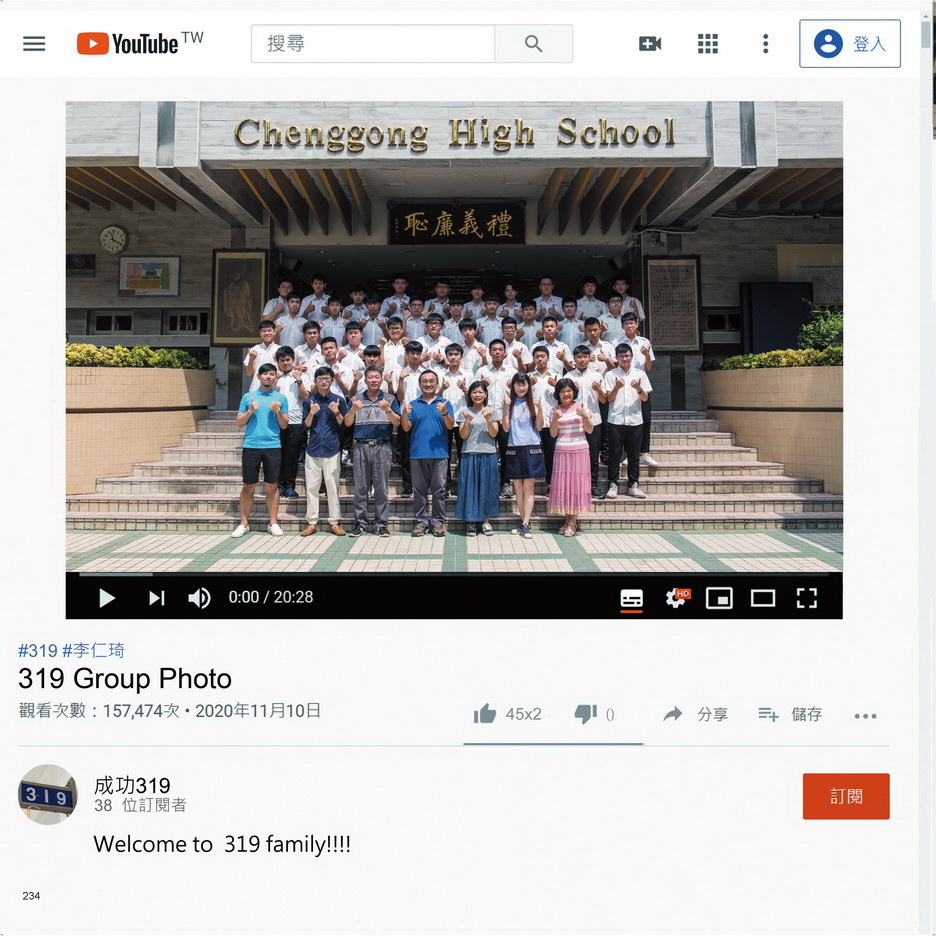 YouTube TW
搜尋
登入
Chenggong High School
恥廉義禮
0:00 / 20:28
HD
#319 #李仁琦
319 Group Photo
觀看次數：157,474次 • 2020年11月10日
45x2
0
分享
儲存
319
成功319
38 位訂閱者
訂閱
Welcome to 319 family!!!!
234